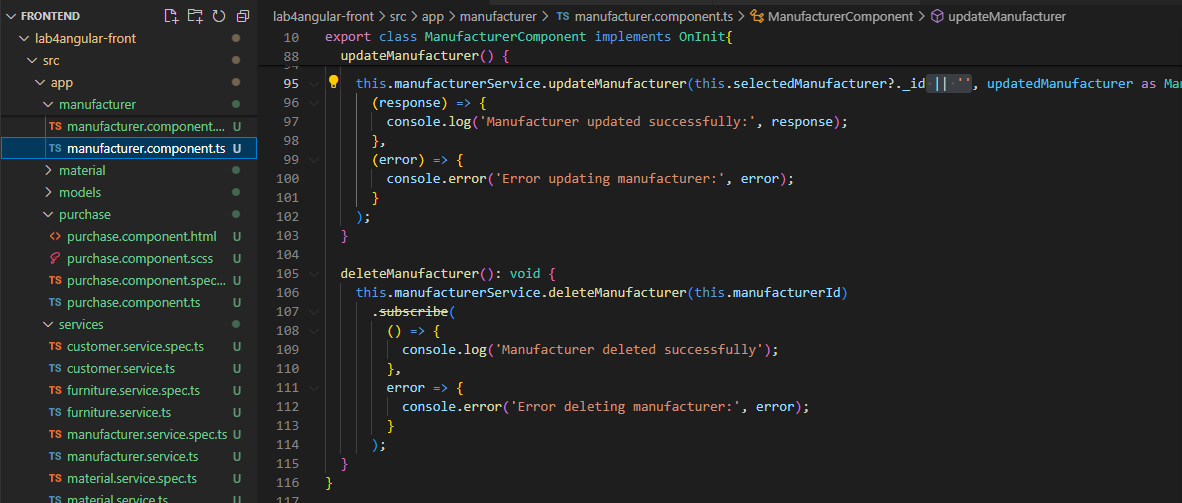 FRONTEND
lab4angular-front
src
app
manufacturer
TS manufacturer.component.... U
TS manufacturer.component.ts U
material
models
purchase
<> purchase.component.html U
purchase.component.scss U
TS purchase.component.spec... U
TS purchase.component.ts U
services
TS customer.service.spec.ts U
TS customer.service.ts U
TS furniture.service.spec.ts U
TS furniture.service.ts U
TS manufacturer.service.spec.ts U
TS manufacturer.service.ts U
TS material.service.spec.ts U
TS material.service.ts U
lab4angular-front > src > app > manufacturer > TS manufacturer.component.ts > ManufacturerComponent > updateManufacturer
10 export class ManufacturerComponent implements OnInit{
88 updateManufacturer() {
95 this.manufacturerService.updateManufacturer(this.selectedManufacturer?._id || '', updatedManufacturer as Man
96 (response) => {
97 console.log('Manufacturer updated successfully:', response);
98 },
99 (error) => {
100 console.error('Error updating manufacturer:', error);
101 }
102 );
103 }
104
105 deleteManufacturer(): void {
106 this.manufacturerService.deleteManufacturer(this.manufacturerId)
107 .subscribe(
108 () => {
109 console.log('Manufacturer deleted successfully');
110 },
111 error => {
112 console.error('Error deleting manufacturer:', error);
113 }
114 );
115 }
116 }
117